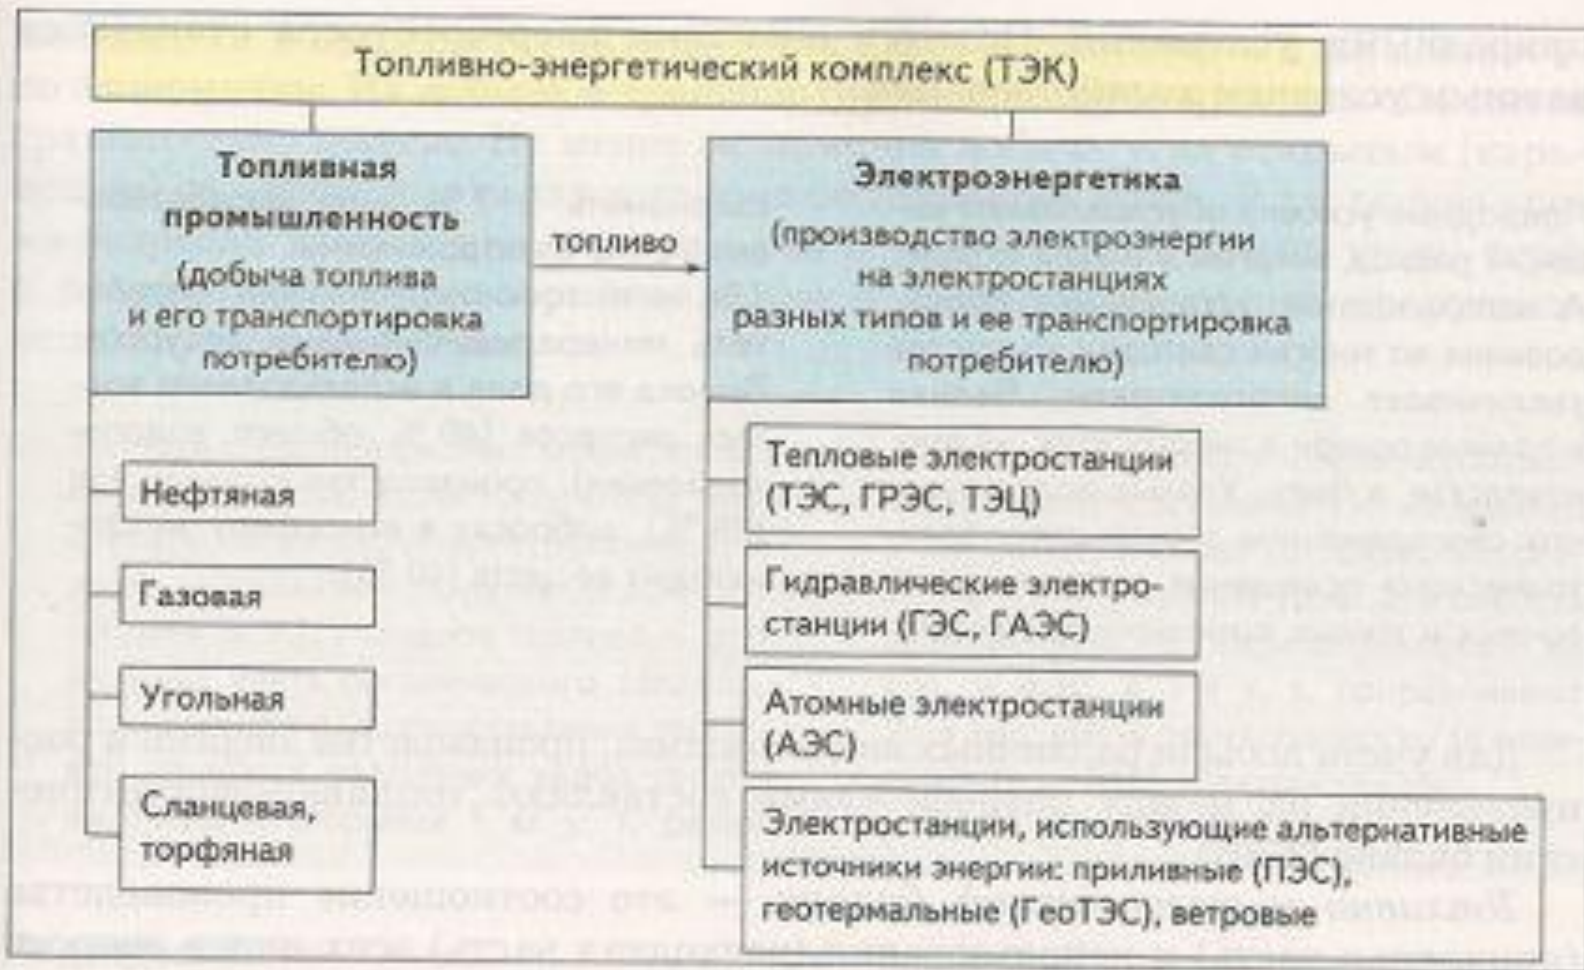 Топливно-энергетический комплекс (ТЭК)
Топливная
промышленность
(добыча топлива
и его транспортировка
потребителю)
топливо
Электроэнергетика
(производство электроэнергии
на электростанциях
разных типов и ее транспортировка
потребителю)
Нефтяная
Газовая
Угольная
Сланцевая,
торфяная
Тепловые электростанции
(ТЭС, ГРЭС, ТЭЦ)
Гидравлические электро-
станции (ГЭС, ГАЭС)
Атомные электростанции
(АЭС)
Электростанции, использующие альтернативные
источники энергии: приливные (ПЭС),
геотермальные (ГеоТЭС), ветровые